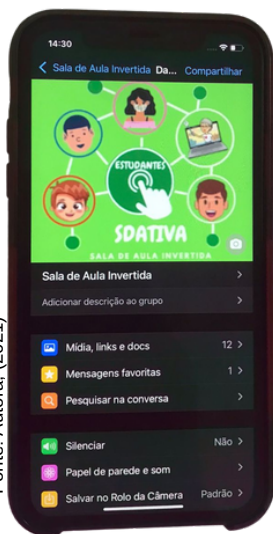 14:30
Sala de Aula Invertida Da... Compartilhar
ESTUDANTES
SDATIVA
SALA DE AULA INVERTIDA
Sala de Aula Invertida
Adicionar descrição ao grupo
Mídia, links e docs 12
Mensagens favoritas 1
Pesquisar na conversa
Silenciar Não
Papel de parede e som
Salvar no Rolo da Câmera Padrão
Autora, (2021)